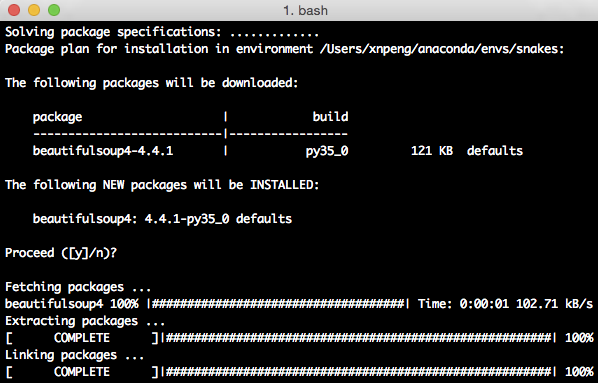 1. bash
Solving package specifications: .............
Package plan for installation in environment /Users/xnpeng/anaconda/envs/snakes:
The following packages will be downloaded:
package | build
---------------------------|-----------------
beautifulsoup4-4.4.1 | py35_0 121 KB defaults
The following NEW packages will be INSTALLED:
beautifulsoup4: 4.4.1-py35_0 defaults
Proceed ([y]/n)?
Fetching packages ...
beautifulsoup4 100% |####################################| Time: 0:00:01 102.71 kB/s
Extracting packages ...
[ COMPLETE ]|#######################################################| 100%
Linking packages ...
[ COMPLETE ]|#######################################################| 100%